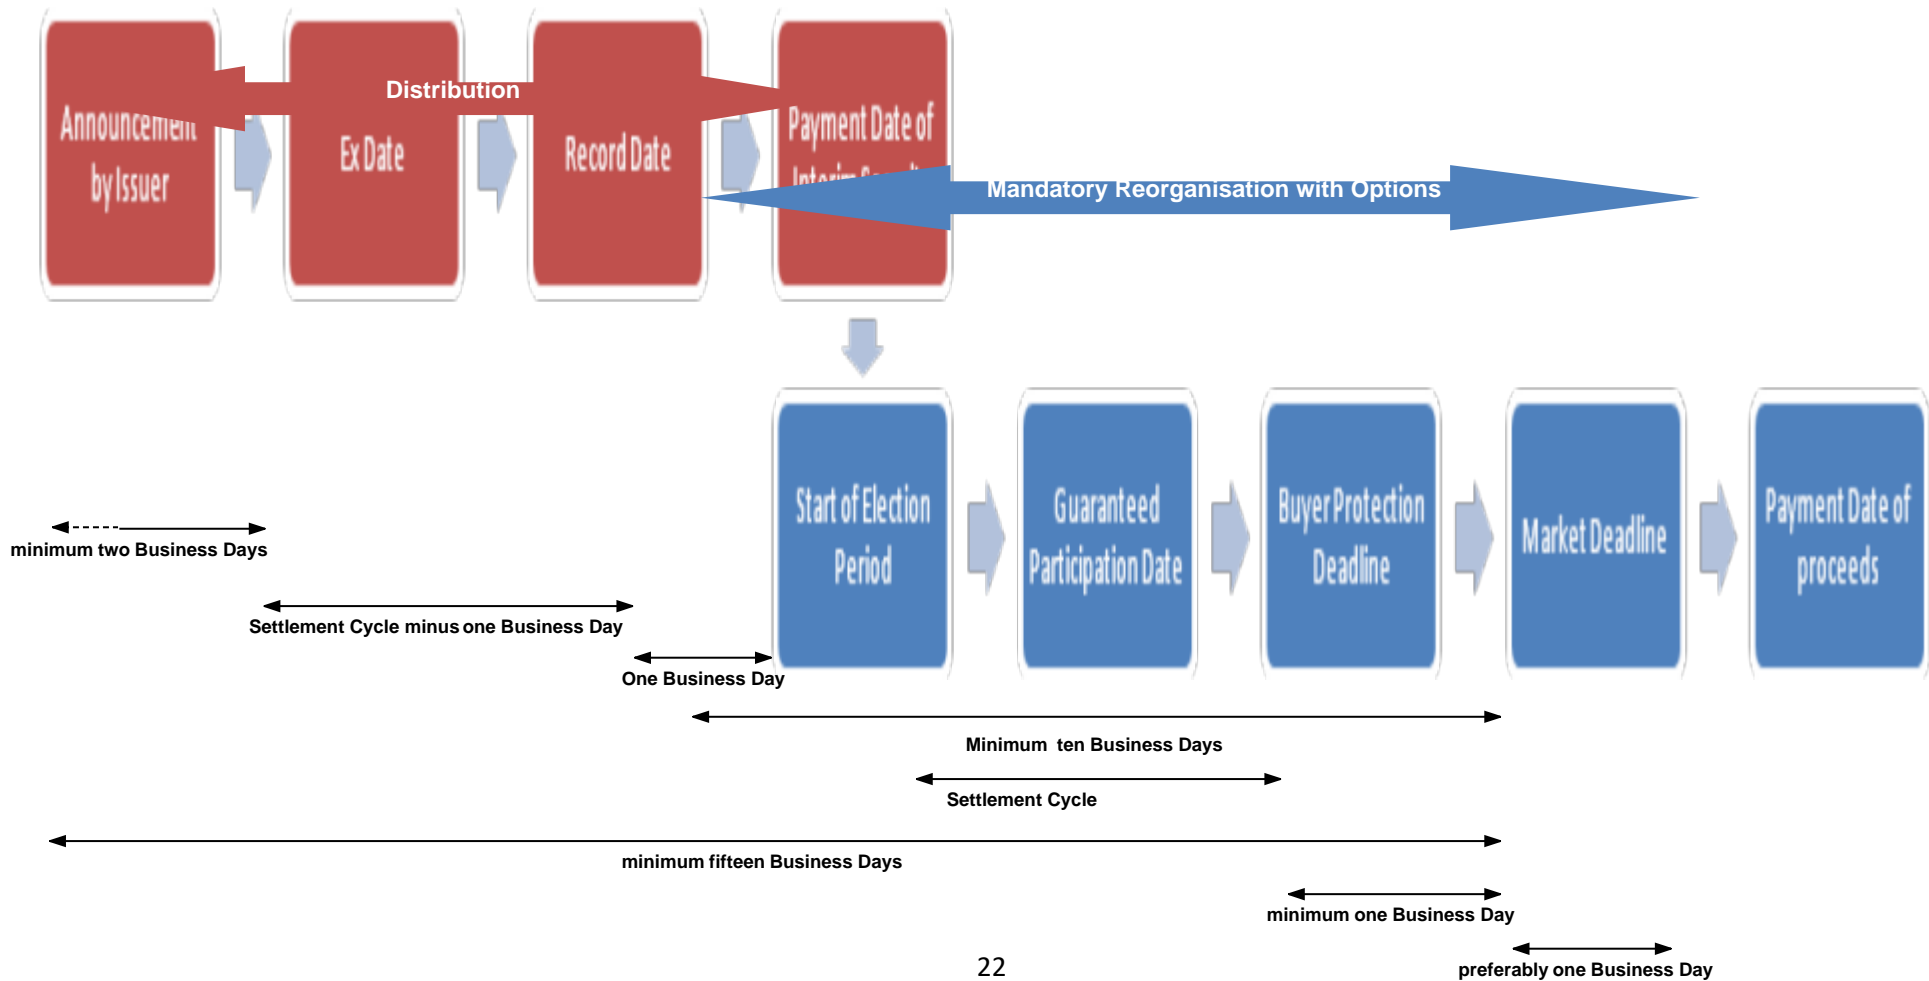 Distribution
Announcement
by Issuer
Ex Date
Record Date
Payment Date of
Interim
Mandatory Reorganisation with Options
Start of Election
Period
Guaranteed
Participation Date
Buyer Protection
Deadline
Market Deadline
Payment Date of
proceeds
minimum two Business Days
Settlement Cycle minus one Business Day
One Business Day
Minimum ten Business Days
Settlement Cycle
minimum fifteen Business Days
minimum one Business Day
preferably one Business Day
22